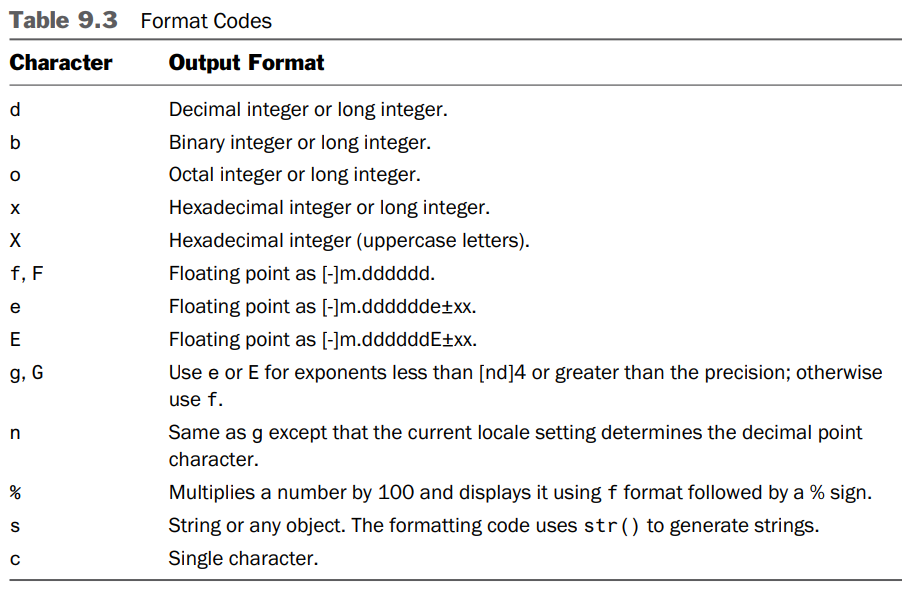 Table 9.3 Format Codes
Character Output Format
d Decimal integer or long integer.
b Binary integer or long integer.
o Octal integer or long integer.
x Hexadecimal integer or long integer.
X Hexadecimal integer (uppercase letters).
f, F Floating point as [-]m.dddddd.
e Floating point as [-]m.dddddde±xx.
E Floating point as [-]m.ddddddE±xx.
g, G Use e or E for exponents less than [nd]4 or greater than the precision; otherwise
use f.
n Same as g except that the current locale setting determines the decimal point
character.
% Multiplies a number by 100 and displays it using f format followed by a % sign.
s String or any object. The formatting code uses str() to generate strings.
c Single character.